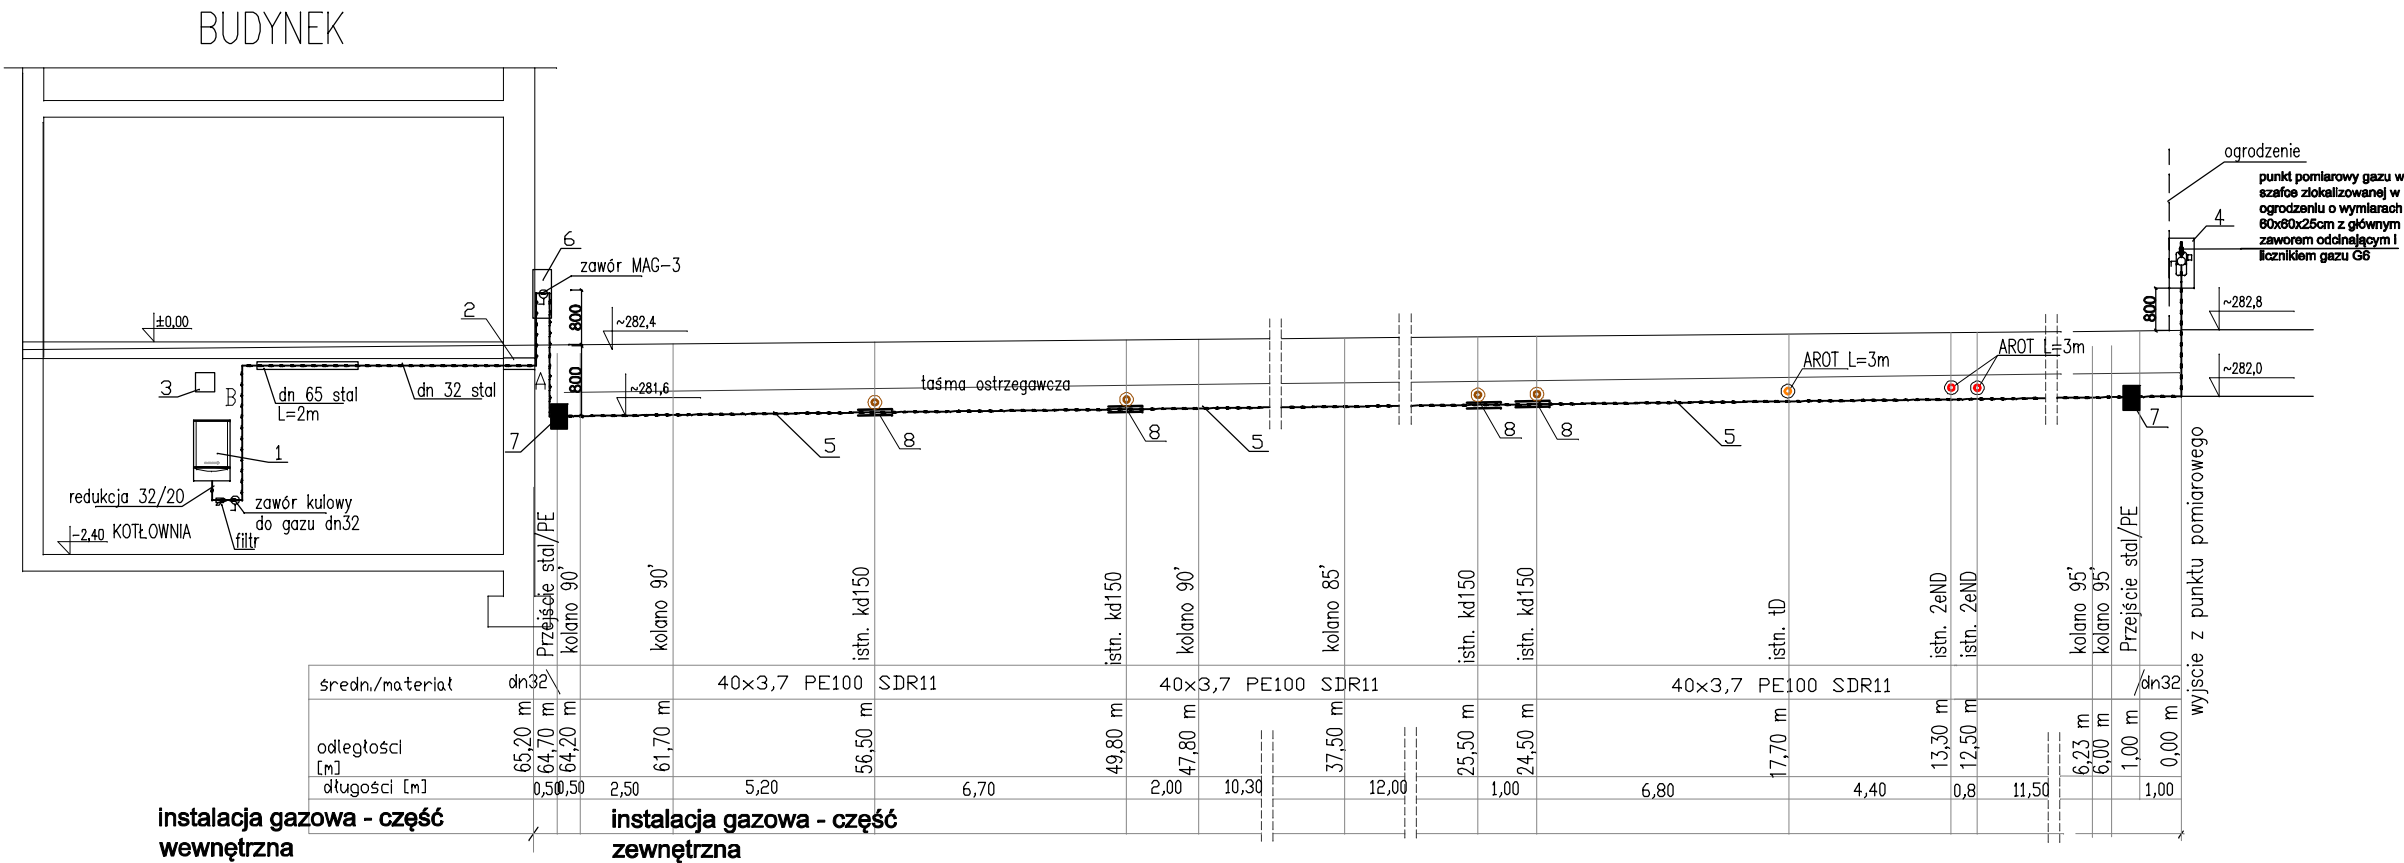 BUDYNEK
ogrodzenie
punkt pomiarowy gazu w
szafce zlokalizowanej w
ogrodzeniu o wymiarach
60x60x25cm z głównym
zaworem odcinającym i
licznikiem gazu G6
4
6
zawór MAG-3
2
±0,00
800
~282,4
800
~282,8
AROT L=3m
AROT L=3m
3
B
dn 65 stal
L=2m
dn 32 stal
A
800
~281,6
taśma ostrzegawcza
~282,0
7
5
8
8
5
8
8
5
7
1
redukcja 32/20
zawór kulowy
do gazu dn32
-2,40 KOTŁOWNIA
filtr
Przejście stal/PE
kolano 90'
kolano 90'
istn. kd150
istn. kd150
kolano 90'
kolano 85'
istn. kd150
istn. kd150
istn. tD
istn. 2eND
istn. 2eND
kolano 95'
kolano 95'
Przejście stal/PE
wyjscie z punktu pomiarowego
średn./materiał dn32 40x3,7 PE100 SDR11 40x3,7 PE100 SDR11 40x3,7 PE100 SDR11 dn32
odległości
[m]
65,20 m
64,70 m
64,20 m
61,70 m
56,50 m
49,80 m
47,80 m
37,50 m
25,50 m
24,50 m
17,70 m
13,30 m
12,50 m
6,23 m
6,00 m
1,00 m
0,00 m
długości [m] 0,50 0,50 2,50 5,20 6,70 2,00 10,30 12,00 1,00 6,80 4,40 0,8 11,50 1,00
instalacja gazowa - część
wewnętrzna
instalacja gazowa - część
zewnętrzna